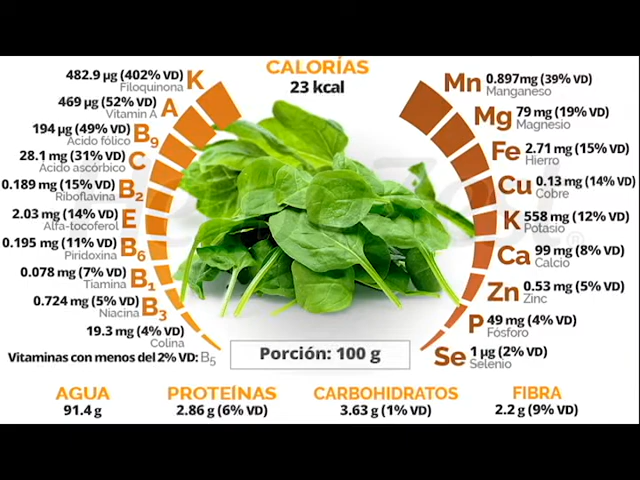 CALORÍAS
23 kcal
482.9 µg (402% VD) K
Filoquinona
469 µg (52% VD) A
Vitamin A
194 µg (49% VD) B9
Ácido fólico
28.1 mg (31% VD) C
Ácido ascórbico
0.189 mg (15% VD) B2
Riboflavina
2.03 mg (14% VD) E
Alfa-tocoferol
0.195 mg (11% VD) B6
Piridoxina
0.078 mg (7% VD) B1
Tiamina
0.724 mg (5% VD) B3
Niacina
19.3 mg (4% VD)
Colina
Vitaminas con menos del 2% VD: B5
Mn 0.897mg (39% VD)
Manganeso
Mg 79 mg (19% VD)
Magnesio
Fe 2.71 mg (15% VD)
Hierro
Cu 0.13 mg (14% VD)
Cobre
K 558 mg (12% VD)
Potasio
Ca 99 mg (8% VD)
Calcio
Zn 0.53 mg (5% VD)
Zinc
P 49 mg (4% VD)
Fósforo
Se 1 µg (2% VD)
Selenio
Porción: 100 g
AGUA
91.4 g
PROTEÍNAS
2.86 g (6% VD)
CARBOHIDRATOS
3.63 g (1% VD)
FIBRA
2.2 g (9% VD)